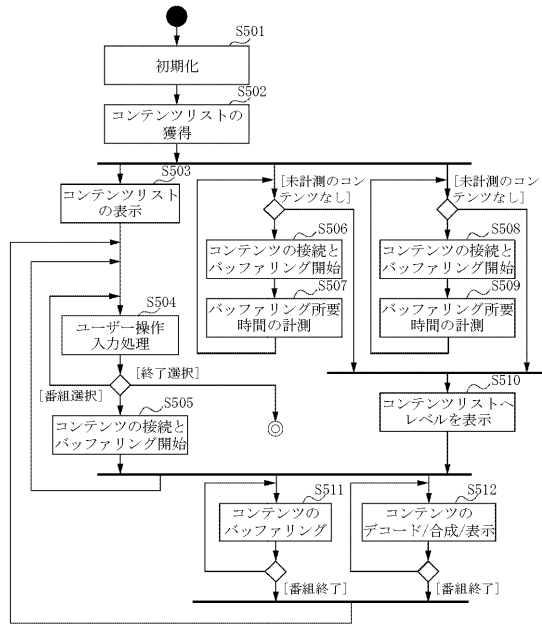 S501
初期化
S502
コンテンツリストの
獲得
S503
コンテンツリスト
の表示
[未計測のコン
テンツなし]
S506
コンテンツの接続と
バッファリング開始
S507
バッファリング所要
時間の計測
[未計測のコン
テンツなし]
S508
コンテンツの接続と
バッファリング開始
S509
バッファリング所要
時間の計測
S504
ユーザー操作
入力処理
[終了選択]
[番組選択]
S505
コンテンツの接続と
バッファリング開始
S510
コンテンツリストへ
レベルを表示
S511
コンテンツの
バッファリング
[番組終了]
S512
コンテンツの
デコード/合成/表示
[番組終了]